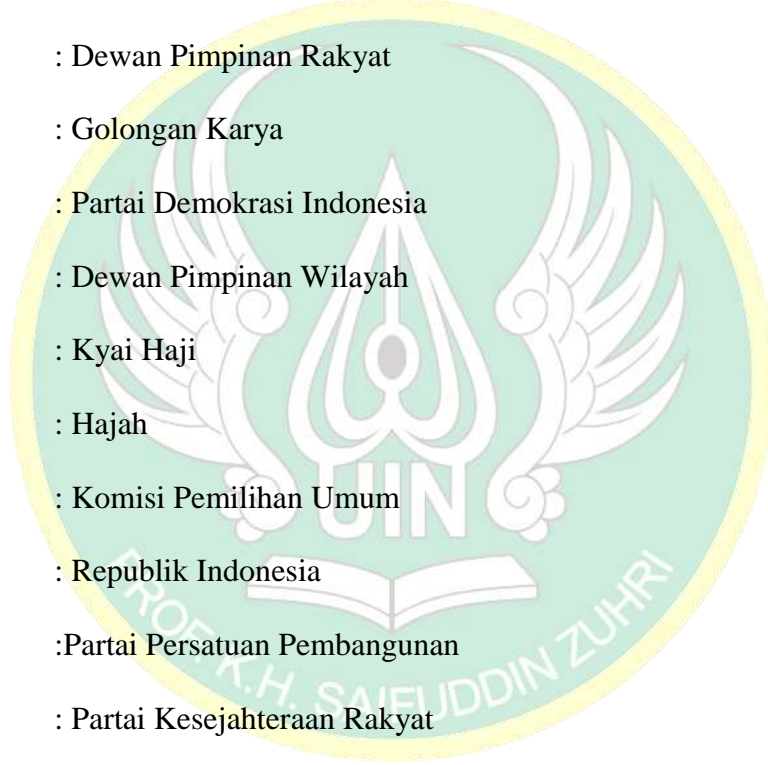 : Dewan Pimpinan Rakyat
: Golongan Karya
: Partai Demokrasi Indonesia
: Dewan Pimpinan Wilayah
: Kyai Haji
: Hajah
: Komisi Pemilihan Umum
UIN
: Republik Indonesia
:Partai Persatuan Pembangunan
: Partai Kesejahteraan Rakyat
PROF. K.H. SAIFUDDIN ZUHRI